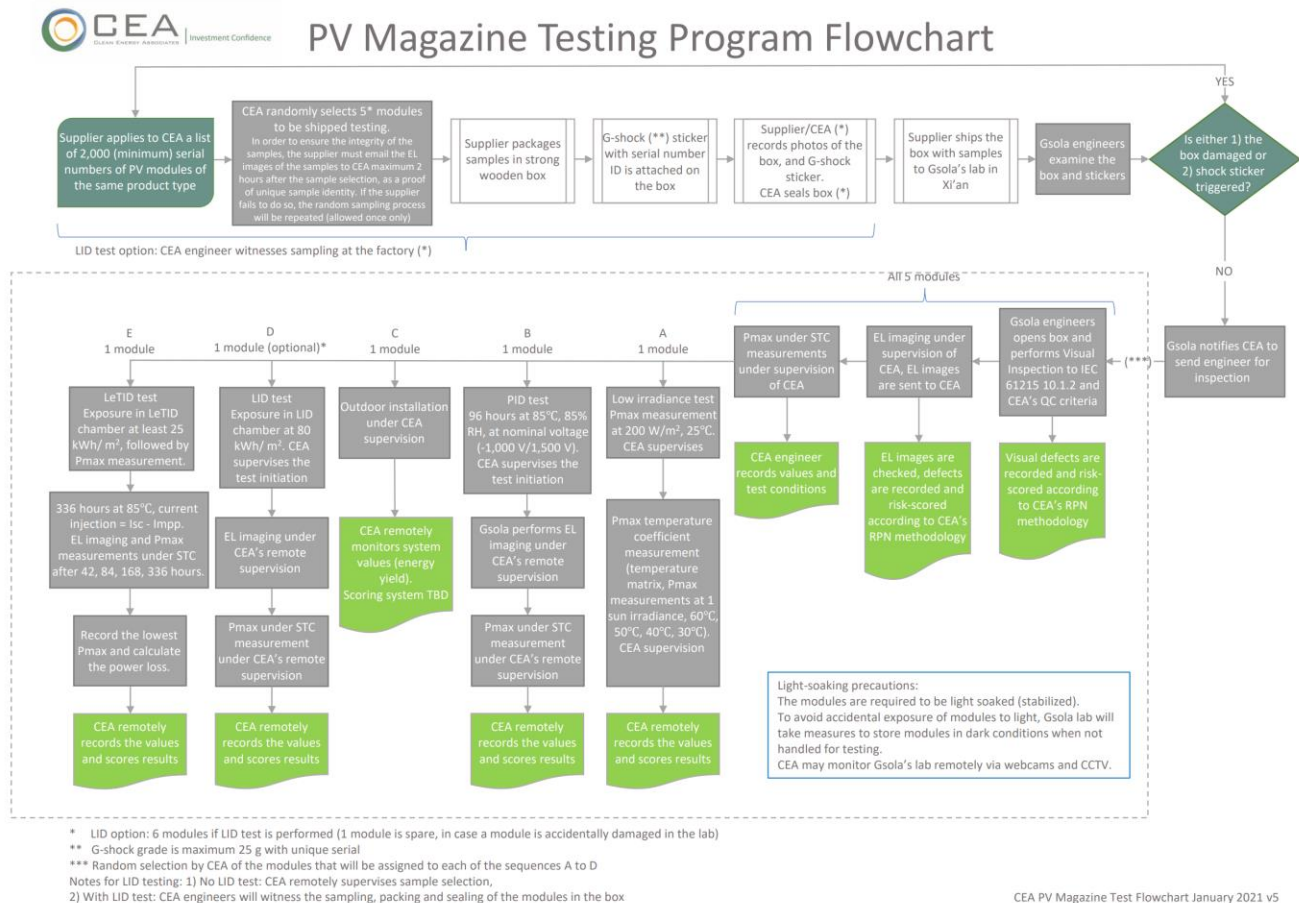 CEA
CLEAN ENERGY ASSOCIATES
Investment Confidence
PV Magazine Testing Program Flowchart
YES
Supplier applies to CEA a list
of 2,000 (minimum) serial
numbers of PV modules of
the same product type
CEA randomly selects 5* modules
to be shipped testing.
In order to ensure the integrity of the
samples, the supplier must email the EL
images of the samples to CEA maximum 2
hours after the sample selection, as a proof
of unique sample identity. If the supplier
fails to do so, the random sampling process
will be repeated (allowed once only)
Supplier packages
samples in strong
wooden box
G-shock (**) sticker
with serial number
ID is attached on
the box
Supplier/CEA (*)
records photos of the
box, and G-shock
sticker.
CEA seals box (*)
Supplier ships the
box with samples
to Gsola's lab in
Xi'an
Gsola engineers
examine the
box and stickers
Is either 1) the
box damaged or
2) shock sticker
triggered?
LID test option: CEA engineer witnesses sampling at the factory (*)
NO
Gsola notifies CEA to
send engineer for
inspection
(***)
All 5 modules
Gsola engineers
opens box and
performs Visual
Inspection to IEC
61215 10.1.2 and
CEA's QC criteria
Visual defects are
recorded and risk-
scored according
to CEA's RPN
methodology
EL imaging under
supervision of
CEA, EL images
are sent to CEA
EL images are
checked, defects
are recorded and
risk-scored
according to CEA's
RPN methodology
Pmax under STC
measurements
under supervision
of CEA
CEA engineer
records values and
test conditions
A
1 module
Low irradiance test
Pmax measurement
at 200 W/m², 25°C.
CEA supervises
Pmax temperature
coefficient
measurement
(temperature
matrix, Pmax
measurements at 1
sun irradiance, 60°C,
50°C, 40°C, 30°C).
CEA supervision
CEA remotely
records the values
and scores results
B
1 module
PID test
96 hours at 85°C, 85%
RH, at nominal voltage
(-1,000 V/1,500 V).
CEA supervises the
test initiation
Gsola performs EL
imaging under
CEA's remote
supervision
Pmax under STC
measurement
under CEA's remote
supervision
CEA remotely
records the values
and scores results
C
1 module
Outdoor installation
under CEA
supervision
CEA remotely
monitors system
values (energy
yield).
Scoring system TBD
D
1 module (optional)*
LID test
Exposure in LID
chamber at 80
kWh/ m². CEA
supervises the
test initiation
EL imaging under
CEA's remote
supervision
Pmax under STC
measurement
under CEA's remote
supervision
CEA remotely
records the values
and scores results
E
1 module
LeTID test
Exposure in LeTID
chamber at least 25
kWh/ m², followed by
Pmax measurement.
336 hours at 85°C, current
injection = Isc - Impp.
EL imaging and Pmax
measurements under STC
after 42, 84, 168, 336 hours.
Record the lowest
Pmax and calculate
the power loss.
CEA remotely
records the values
and scores results
Light-soaking precautions:
The modules are required to be light soaked (stabilized).
To avoid accidental exposure of modules to light, Gsola lab will
take measures to store modules in dark conditions when not
handled for testing.
CEA may monitor Gsola's lab remotely via webcams and CCTV.
* LID option: 6 modules if LID test is performed (1 module is spare, in case a module is accidentally damaged in the lab)
** G-shock grade is maximum 25 g with unique serial
*** Random selection by CEA of the modules that will be assigned to each of the sequences A to D
Notes for LID testing: 1) No LID test: CEA remotely supervises sample selection,
2) With LID test: CEA engineers will witness the sampling, packing and sealing of the modules in the box
CEA PV Magazine Test Flowchart January 2021 v5